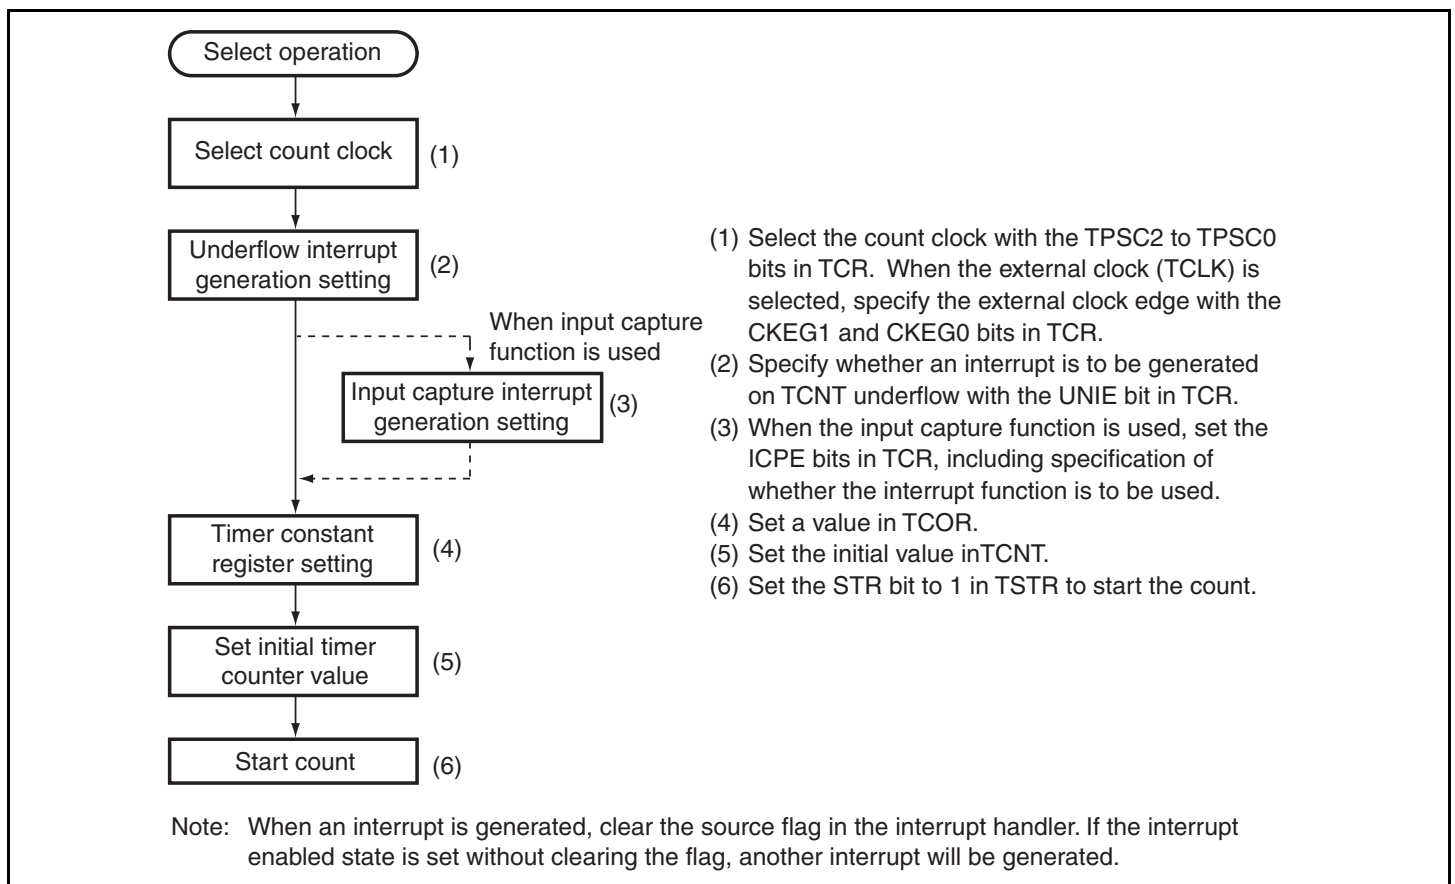 Select operation
Select count clock
(1)
Underflow interrupt
generation setting
(2)
When input capture
function is used
Input capture interrupt
generation setting
(3)
Timer constant
register setting
(4)
Set initial timer
counter value
(5)
Start count
(6)
(1) Select the count clock with the TPSC2 to TPSC0
bits in TCR. When the external clock (TCLK) is
selected, specify the external clock edge with the
CKEG1 and CKEG0 bits in TCR.
(2) Specify whether an interrupt is to be generated
on TCNT underflow with the UNIE bit in TCR.
(3) When the input capture function is used, set the
ICPE bits in TCR, including specification of
whether the interrupt function is to be used.
(4) Set a value in TCOR.
(5) Set the initial value inTCNT.
(6) Set the STR bit to 1 in TSTR to start the count.
Note: When an interrupt is generated, clear the source flag in the interrupt handler. If the interrupt
enabled state is set without clearing the flag, another interrupt will be generated.